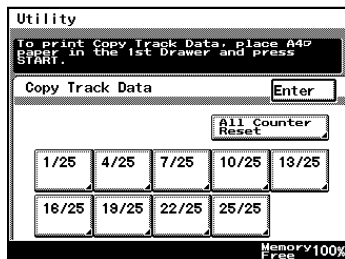 Utility
To print Copy Track Data, place A4
paper in the 1st Drawer and press
START.
Copy Track Data
Enter
All Counter
Reset
1/25 4/25 7/25 10/25 13/25
16/25 19/25 22/25 25/25
Memory 100%
Free